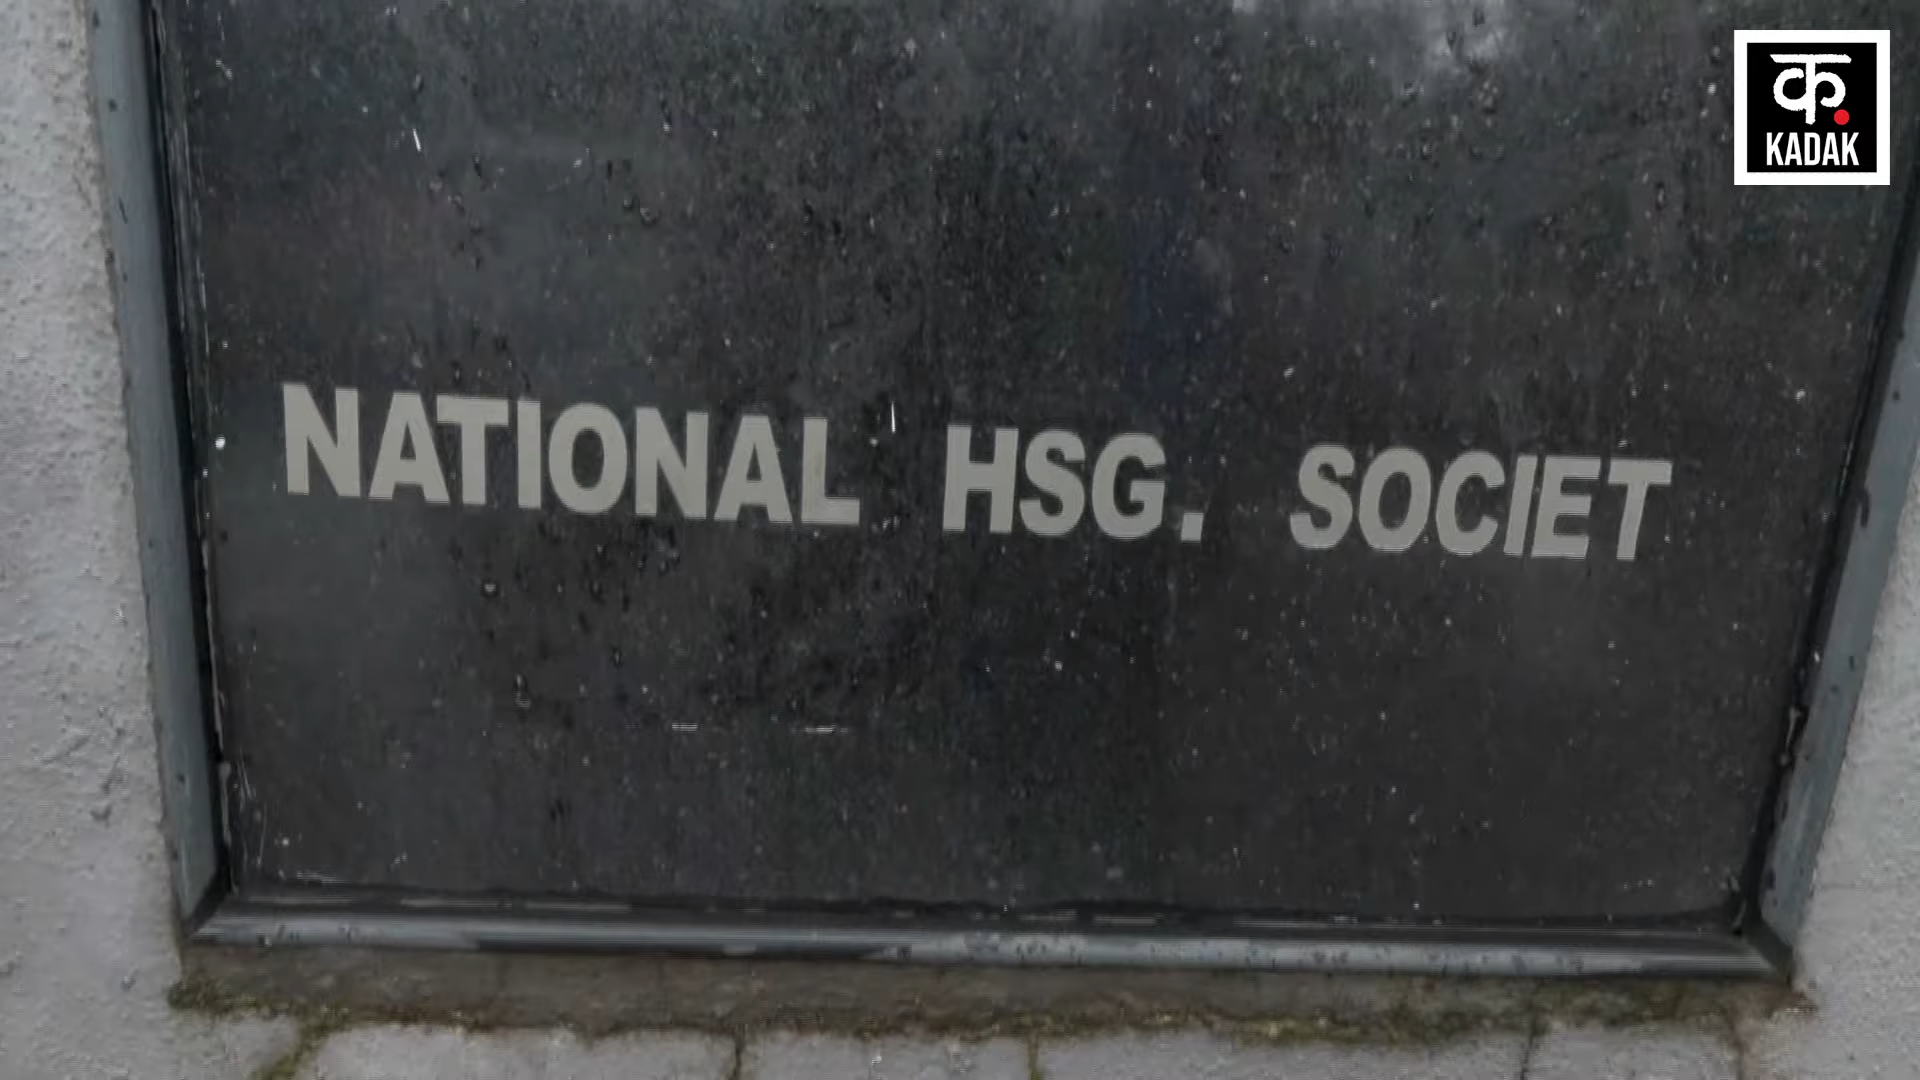 क.
KADAK
NATIONAL HSG. SOCIET